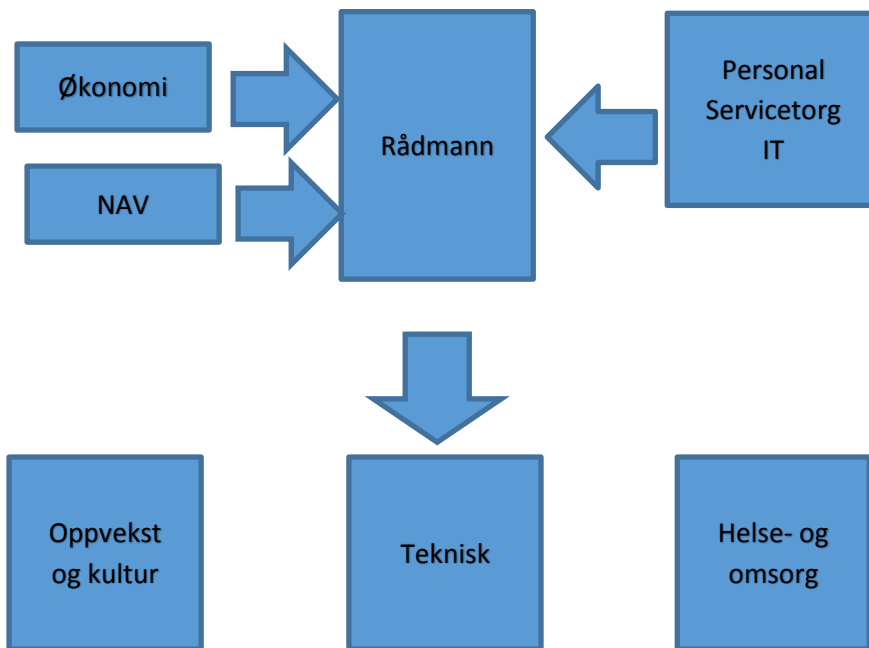 Økonomi
NAV
Rådmann
Personal
Servicetorg
IT
Oppvekst
og kultur
Teknisk
Helse- og
omsorg